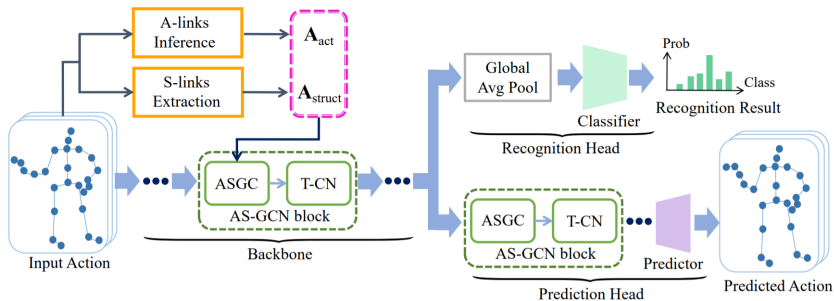 A-links
Inference
S-links
Extraction
A_act
A_struct
Input Action
ASGC
T-CN
AS-GCN block
Backbone
Global
Avg Pool
Classifier
Prob
Class
Recognition Result
Recognition Head
ASGC
T-CN
AS-GCN block
Predictor
Prediction Head
Predicted Action